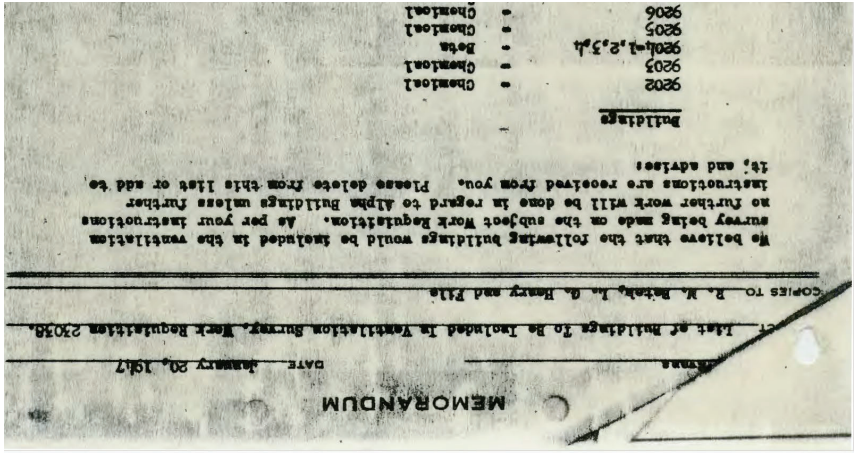 MEMORANDUM
Evans DATE January 20, 1947
CT List of Buildings To Be Included In Ventilation Survey, Work Requisition 23038.
COPIES TO R. W. Batch, L. G. Henry and File
We believe that the following buildings would be included in the ventilation
survey being made on the subject Work Requisition. As per your instructions
no further work will be done in regard to Alpha Buildings unless further
instructions are received from you. Please delete from this list or add to
it, and advise:
Buildings
9202 - Chemical
9203 - Chemical
9204-1,2,3,4 - Beta
9205 - Chemical
9206 - Chemical